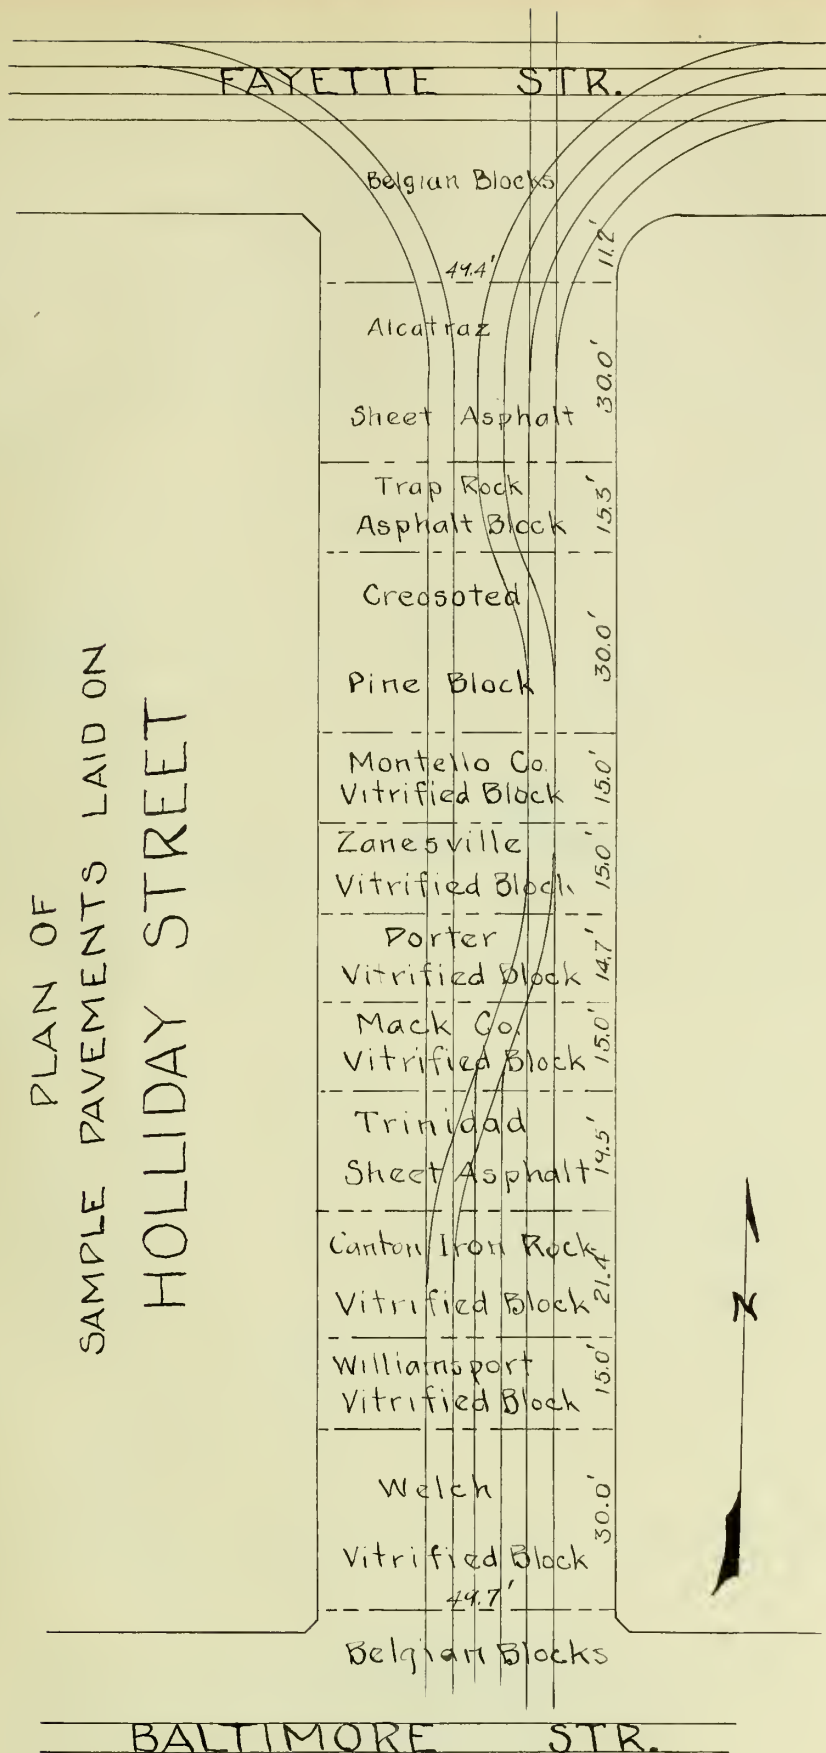 FAYETTE STR.
Belgian Blocks
11.2'
49.4'
Alcatraz
Sheet Asphalt
30.0'
Trap Rock
Asphalt Block
15.3'
Creosoted
Pine Block
30.0'
Montello Co.
Vitrified Block
15.0'
Zanesville
Vitrified Block
15.0'
Porter
Vitrified Block
14.7'
Mack Co.
Vitrified Block
15.0'
Trinidad
Sheet Asphalt
19.5'
Canton Iron Rock
Vitrified Block
21.4'
Williamsport
Vitrified Block
15.0'
Welch
Vitrified Block
30.0'
49.7'
Belgian Blocks
BALTIMORE STR.
PLAN OF
SAMPLE PAVEMENTS LAID ON
HOLLIDAY STREET
N